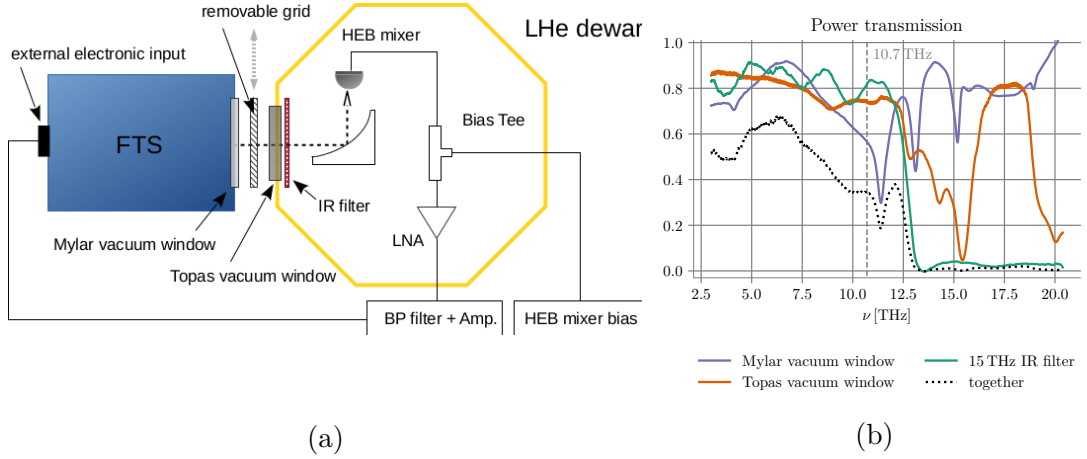 removable grid
external electronic input
HEB mixer
LHe dewar
FTS
Bias Tee
IR filter
Mylar vacuum window
LNA
Topas vacuum window
BP filter + Amp.
HEB mixer bias
(a)
Power transmission
1.0
0.8
0.6
0.4
0.2
0.0
10.7 THz
2.5 5.0 7.5 10.0 12.5 15.0 17.5 20.0
ν [THz]
Mylar vacuum window
Topas vacuum window
15 THz IR filter
together
(b)